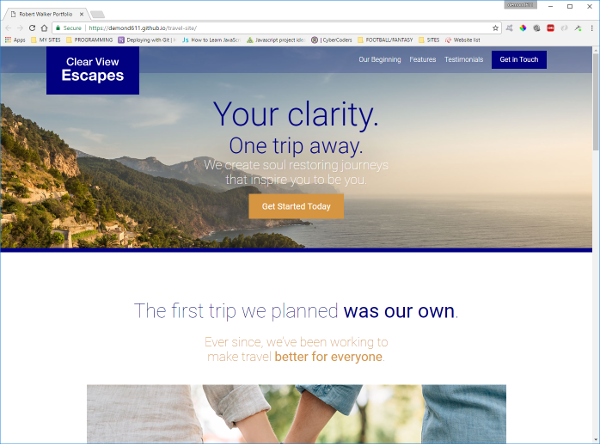 Robert Walker Portfolio
Secure
https://demond611.github.io/travel-site/
Apps
MY SITES
PROGRAMMING
Deploying with Git |
How to Learn JavaSc
Javascript project idea
(1) CyberCoders
FOOTBALL/FANTASY
SITES
Website list
Clear View
Escapes
Our Beginning
Features
Testimonials
Get in Touch
Your clarity.
One trip away.
We create soul restoring journeys
that inspire you to be you.
Get Started Today
The first trip we planned was our own.
Ever since, we've been working to
make travel better for everyone.